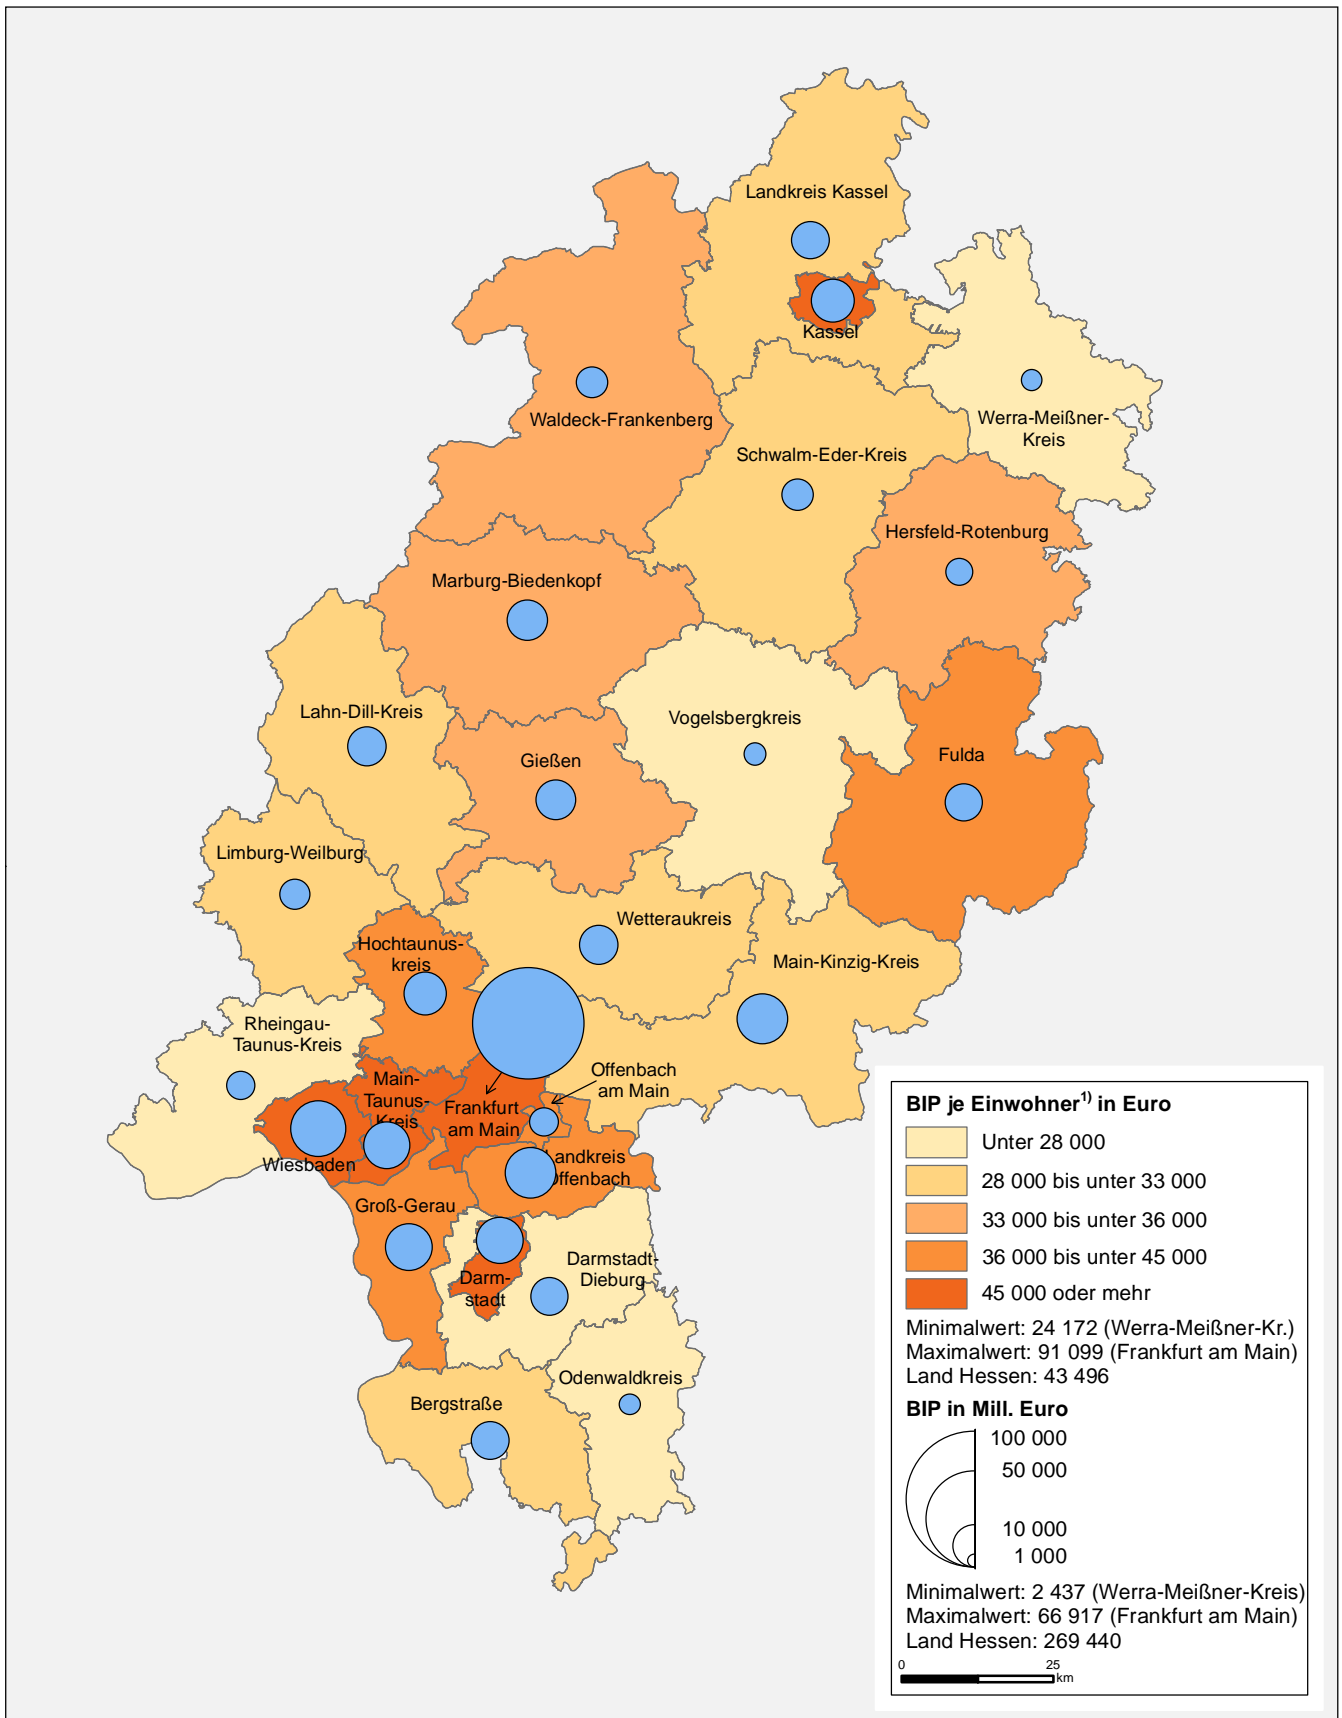 Landkreis Kassel
Kassel
Waldeck-Frankenberg
Werra-Meißner-
Kreis
Schwalm-Eder-Kreis
Hersfeld-Rotenburg
Marburg-Biedenkopf
Lahn-Dill-Kreis
Vogelsbergkreis
Gießen
Fulda
Limburg-Weilburg
Wetteraukreis
Hochtaunus-
kreis
Main-Kinzig-Kreis
Rheingau-
Taunus-Kreis
Offenbach
am Main
Main-
Taunus-
Kreis
Frankfurt
am Main
Wiesbaden
Landkreis
Offenbach
Groß-Gerau
Darmstadt-
Dieburg
Darm-
stadt
Odenwaldkreis
Bergstraße
BIP je Einwohner1) in Euro
Unter 28 000
28 000 bis unter 33 000
33 000 bis unter 36 000
36 000 bis unter 45 000
45 000 oder mehr
Minimalwert: 24 172 (Werra-Meißner-Kr.)
Maximalwert: 91 099 (Frankfurt am Main)
Land Hessen: 43 496
BIP in Mill. Euro
100 000
50 000
10 000
1 000
Minimalwert: 2 437 (Werra-Meißner-Kreis)
Maximalwert: 66 917 (Frankfurt am Main)
Land Hessen: 269 440
0 25
km